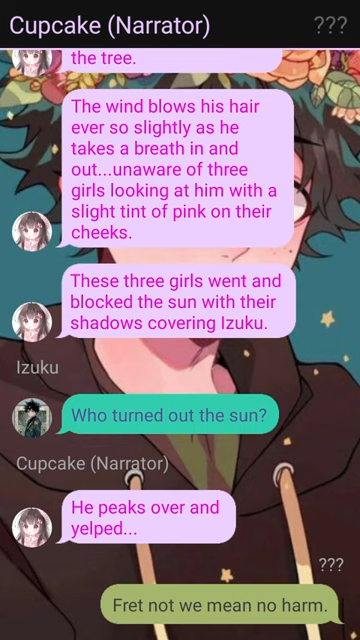 Cupcake (Narrator) ???
the tree.
The wind blows his hair
ever so slightly as he
takes a breath in and
out...unaware of three
girls looking at him with a
slight tint of pink on their
cheeks.
These three girls went and
blocked the sun with their
shadows covering Izuku.
Izuku
Who turned out the sun?
Cupcake (Narrator)
He peaks over and
yelped...
???
Fret not we mean no harm.